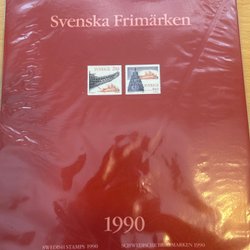 Svenska Frimärken
SVERIGE
SVERIGE
1990
SWEDISH STAMPS 1990
SCHWEDISCHE BRIEFMARKEN 1990